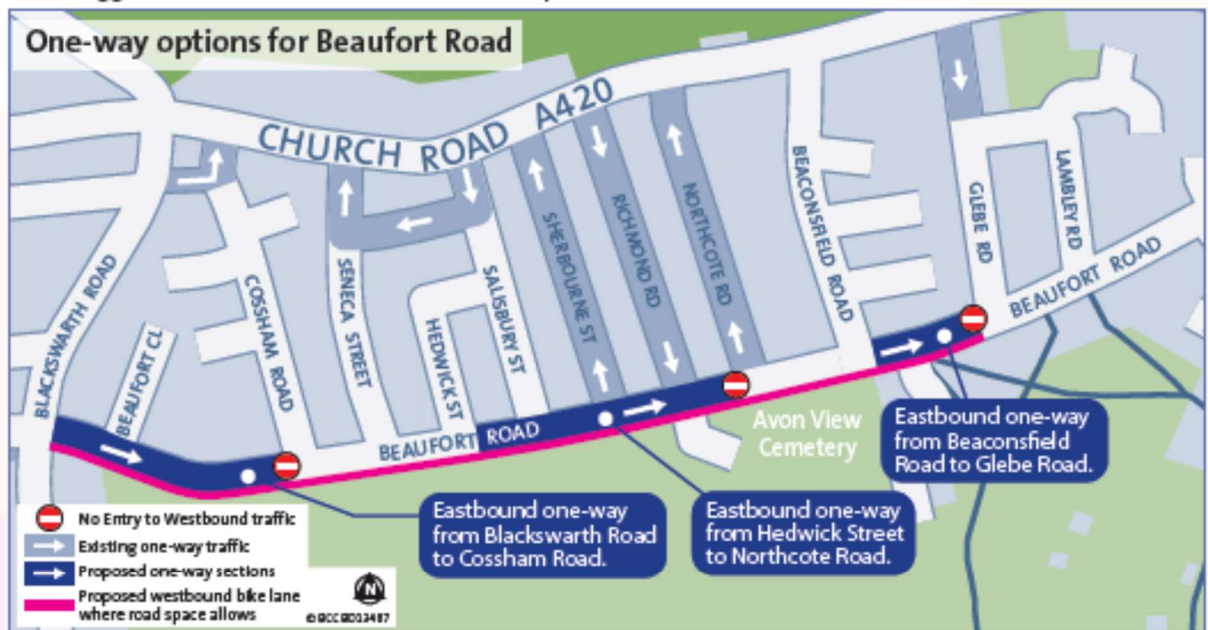 One-way options for Beaufort Road
CHURCH ROAD A420
BLACKSWARTH ROAD
BEAUFORT CL
COSSHAM ROAD
SENECA STREET
HEDWICK ST
SALISBURY ST
SHERBOURNE ST
RICHMOND RD
NORTHCOTE RD
BEACONSFIELD ROAD
GLEBE RD
LAMBLEY RD
BEAUFORT ROAD
BEAUFORT ROAD
Avon View
Cemetery
Eastbound one-way
from Beaconsfield
Road to Glebe Road.
Eastbound one-way
from Blackswarth Road
to Cossham Road.
Eastbound one-way
from Hedwick Street
to Northcote Road.
No Entry to Westbound traffic
Existing one-way traffic
Proposed one-way sections
Proposed westbound bike lane
where road space allows
N